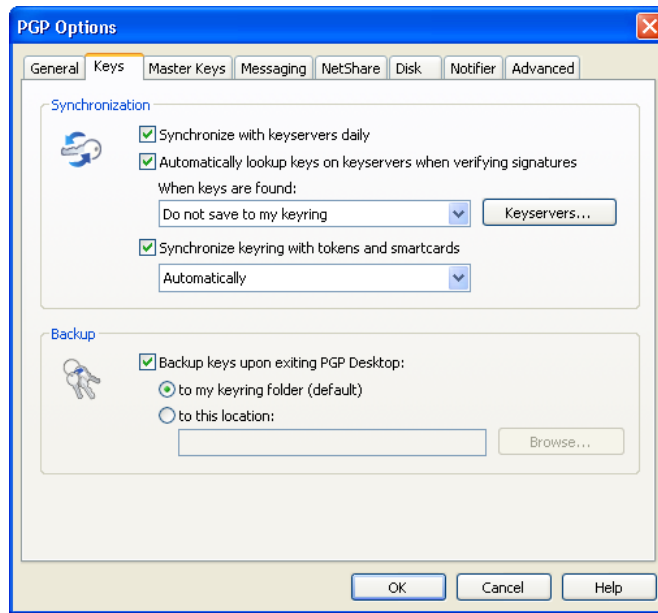 PGP Options
General Keys Master Keys Messaging NetShare Disk Notifier Advanced
Synchronization
Synchronize with keyservers daily
Automatically lookup keys on keyservers when verifying signatures
When keys are found:
Do not save to my keyring Keyservers...
Synchronize keyring with tokens and smartcards
Automatically
Backup
Backup keys upon exiting PGP Desktop:
to my keyring folder (default)
to this location:
Browse...
OK Cancel Help